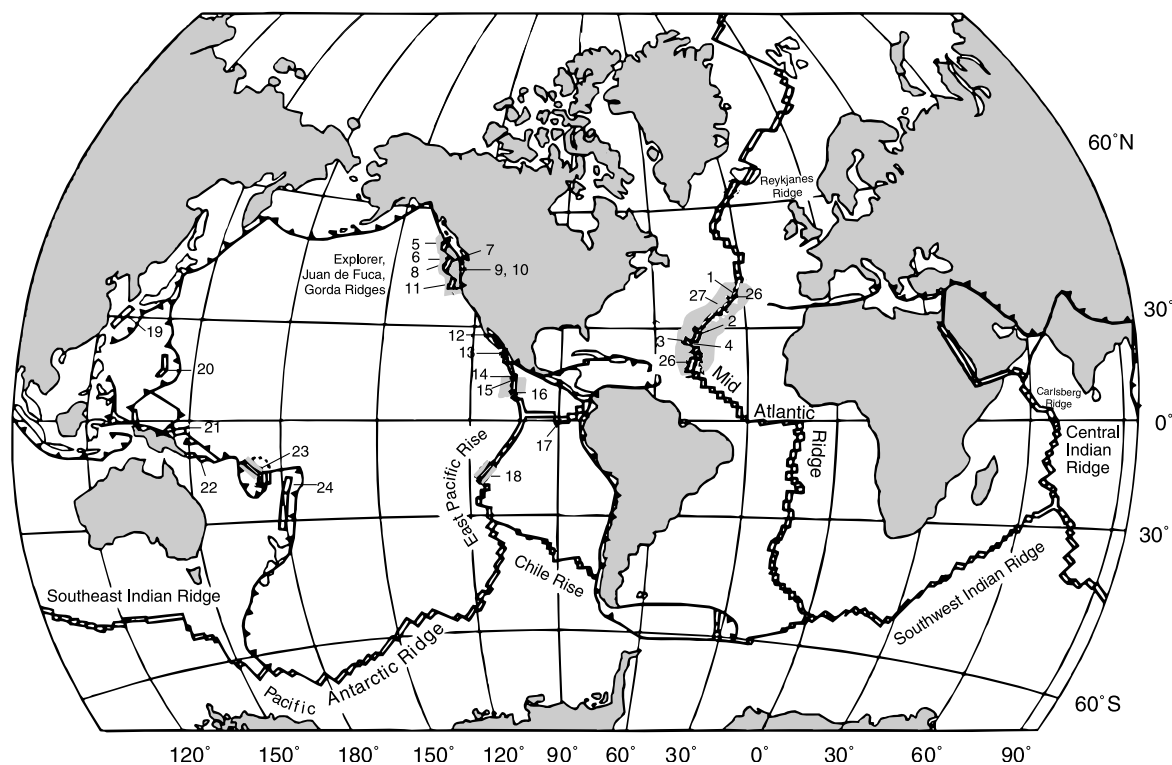 60˚N
Reykjanes
Ridge
5
7
6
Explorer,
Juan de Fuca,
Gorda Ridges
8
9, 10
11
1
27
26
30˚
2
19
12
3
4
13
20
14
26
Mid
15
16
Carlsberg
Ridge
Atlantic
0˚
21
17
Central
Indian
Ridge
Ridge
23
22
18
24
East Pacific Rise
30˚
Chile Rise
Southeast Indian Ridge
Southwest Indian Ridge
Pacific
Antarctic Ridge
60˚S
120˚ 150˚ 180˚ 150˚ 120˚ 90˚ 60˚ 30˚ 0˚ 30˚ 60˚ 90˚